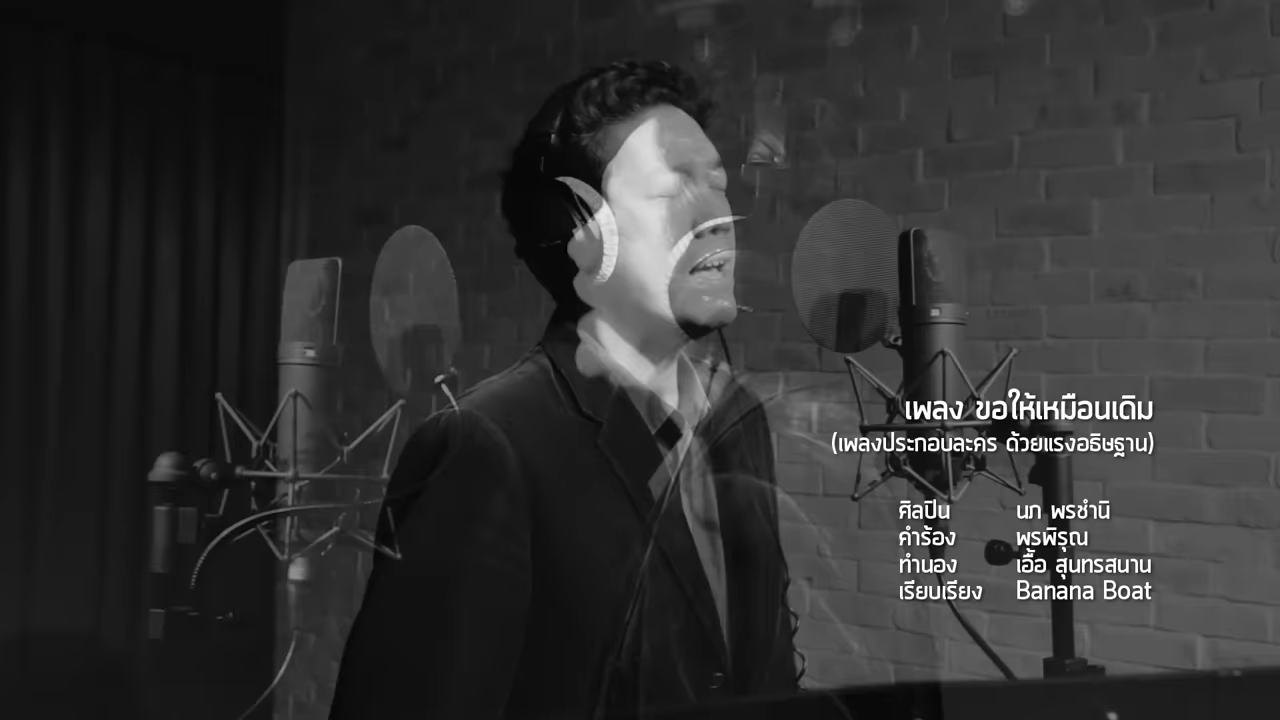 เพลง ขอให้เหมือนเดิม
(เพลงประกอบละคร ด้วยแรงอธิษฐาน)
ศิลปิน นภ พรชำนิ
คำร้อง พรพิรุณ
ทำนอง เอื้อ สุนทรสนาน
เรียบเรียง Banana Boat